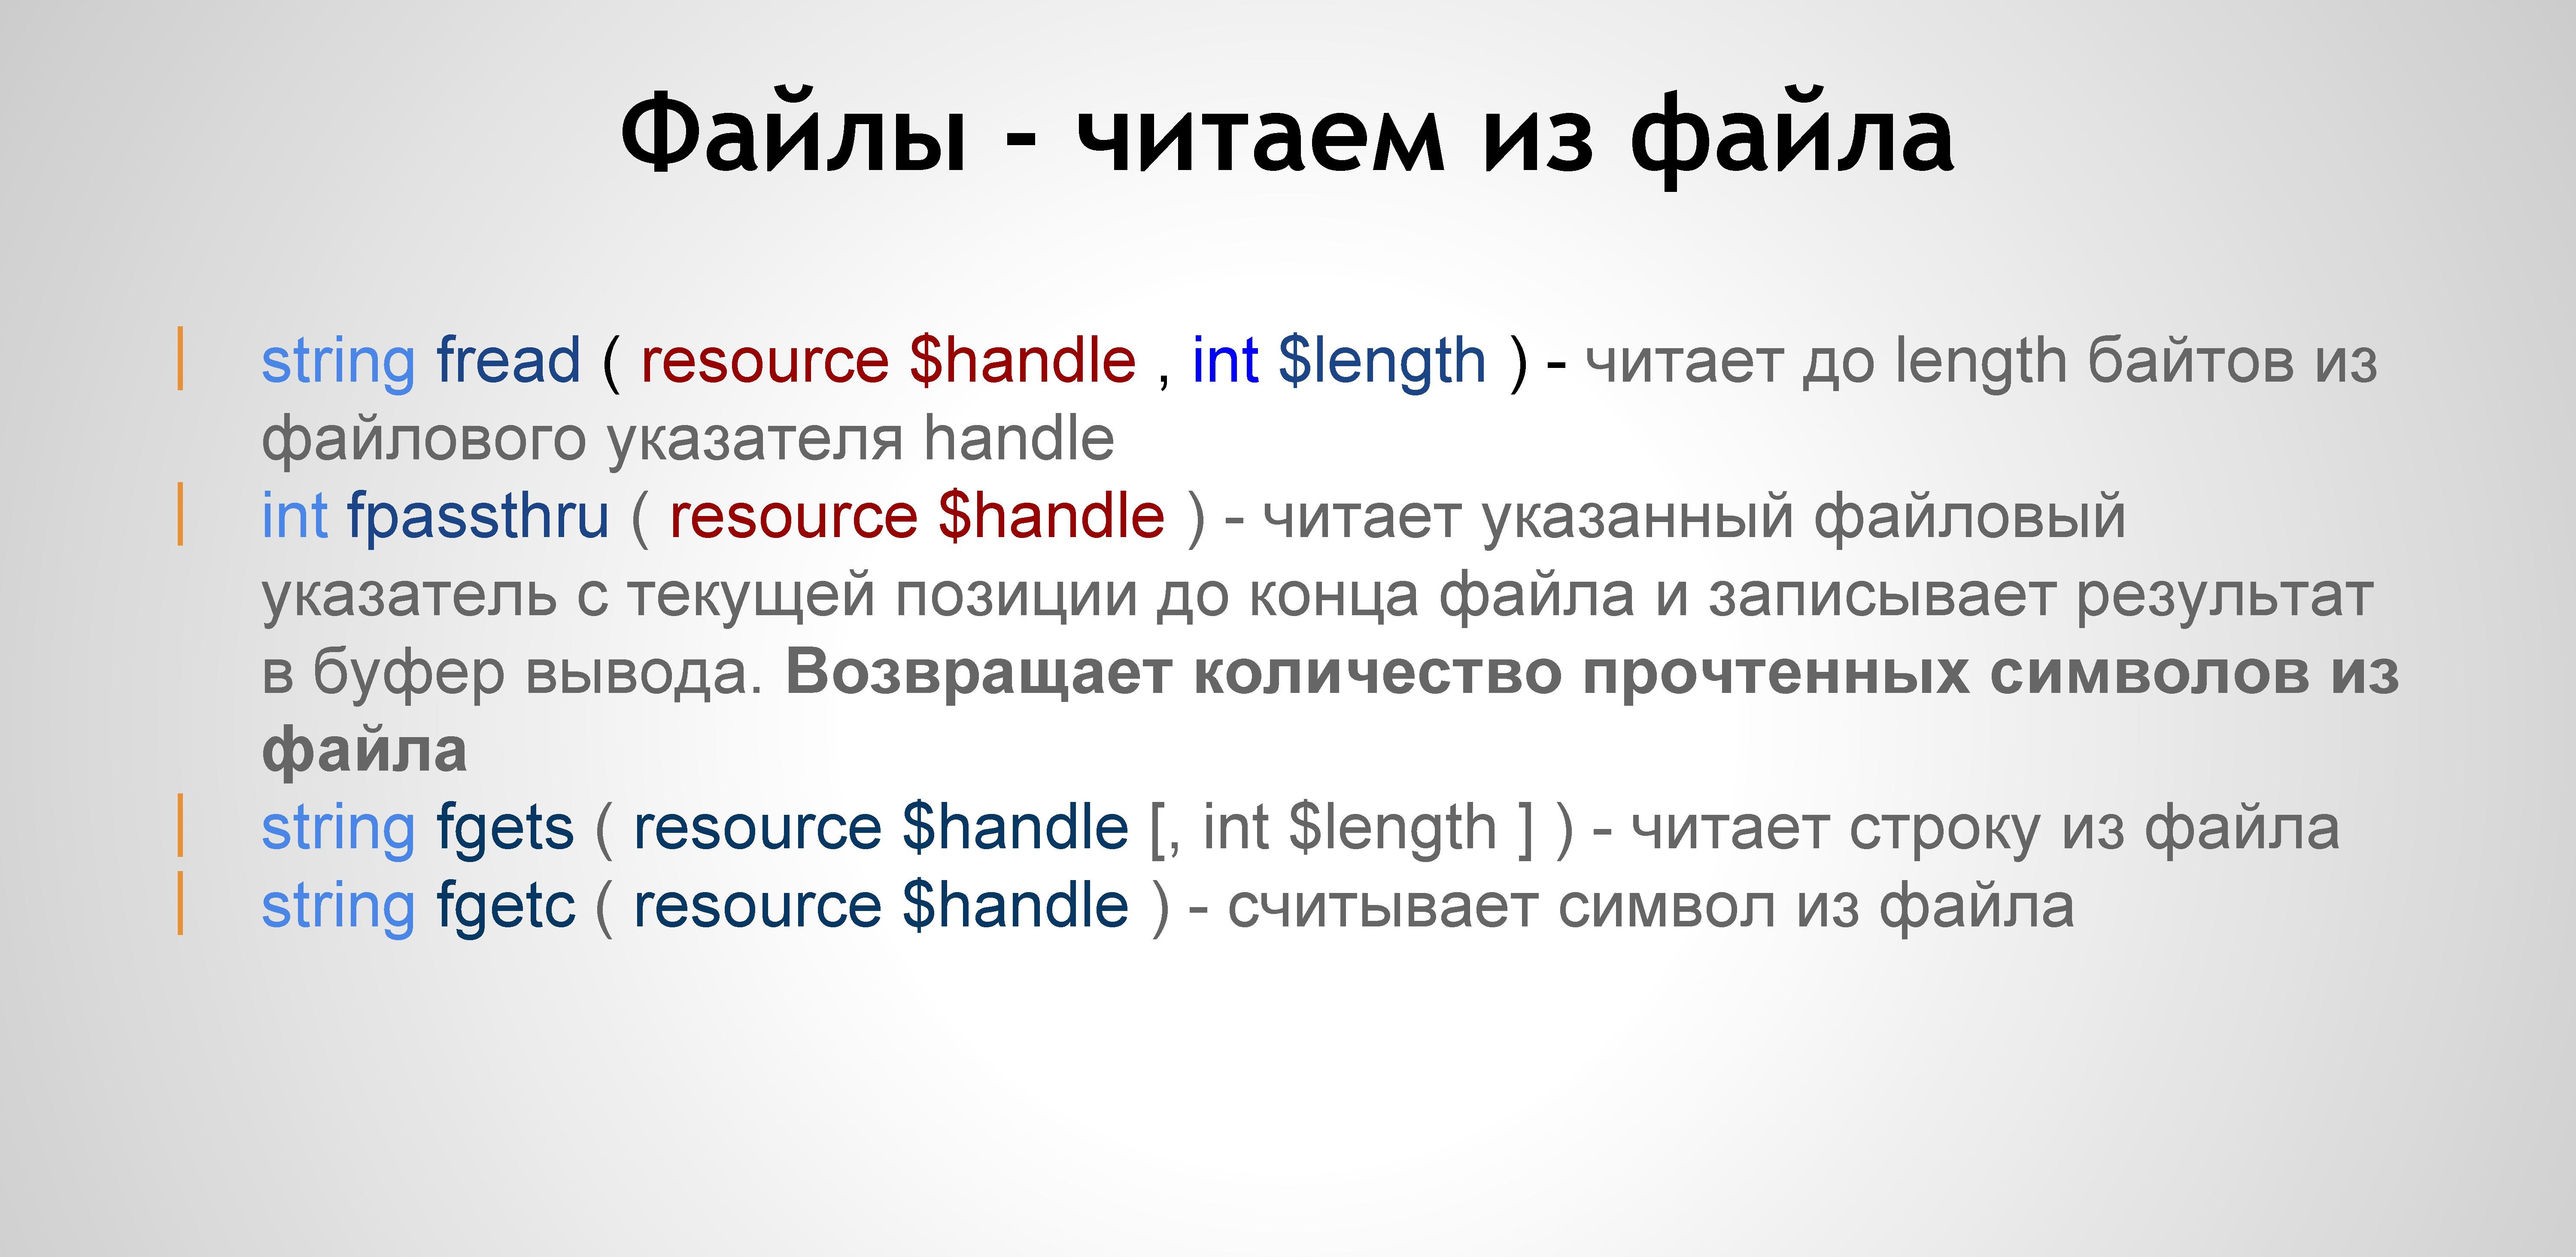 Файлы - читаем из файла
string fread ( resource $handle , int $length ) - читает до length байтов из
файлового указателя handle
int fpassthru ( resource $handle ) - читает указанный файловый
указатель с текущей позиции до конца файла и записывает результат
в буфер вывода. Возвращает количество прочтенных символов из
файла
string fgets ( resource $handle [, int $length ] ) - читает строку из файла
string fgetc ( resource $handle ) - считывает символ из файла